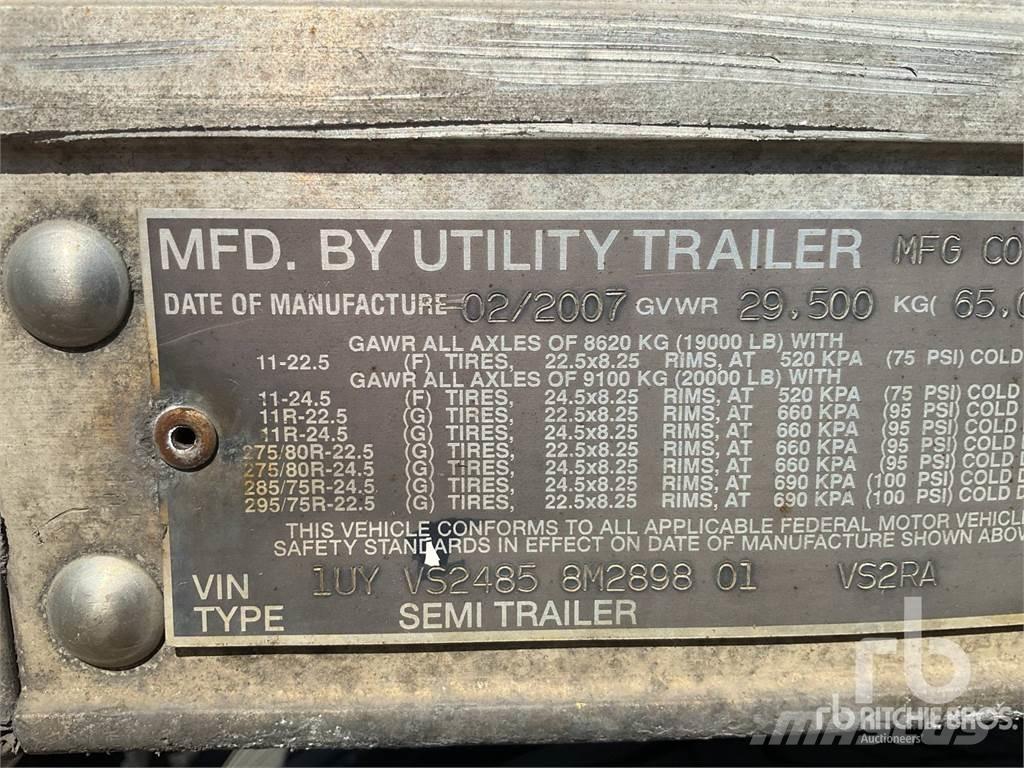 MFD. BY UTILITY TRAILER MFG CO
DATE OF MANUFACTURE 02/2007 GVWR 29,500 KG( 65,
GAWR ALL AXLES OF 8620 KG (19000 LB) WITH
11-22.5 (F) TIRES, 22.5x8.25 RIMS, AT 520 KPA (75 PSI) COLD
GAWR ALL AXLES OF 9100 KG (20000 LB) WITH
11-24.5 (F) TIRES, 24.5x8.25 RIMS, AT 520 KPA (75 PSI) COLD
11R-22.5 (G) TIRES, 22.5x8.25 RIMS, AT 660 KPA (95 PSI) COLD
11R-24.5 (G) TIRES, 24.5x8.25 RIMS, AT 660 KPA (95 PSI) COLD
275/80R-22.5 (G) TIRES, 22.5x8.25 RIMS, AT 660 KPA (95 PSI) COLD
275/80R-24.5 (G) TIRES, 24.5x8.25 RIMS, AT 660 KPA (95 PSI) COLD
285/75R-24.5 (G) TIRES, 24.5x8.25 RIMS, AT 690 KPA (100 PSI) COLD
295/75R-22.5 (G) TIRES, 22.5x8.25 RIMS, AT 690 KPA (100 PSI) COLD D
THIS VEHICLE CONFORMS TO ALL APPLICABLE FEDERAL MOTOR VEHICL
SAFETY STANDARDS IN EFFECT ON DATE OF MANUFACTURE SHOWN ABOV
VIN 1UY VS2485 8M2898 01 VS2RA
TYPE SEMI TRAILER
rb
rb RITCHIE BROS.
Auctioneers
MASCUS